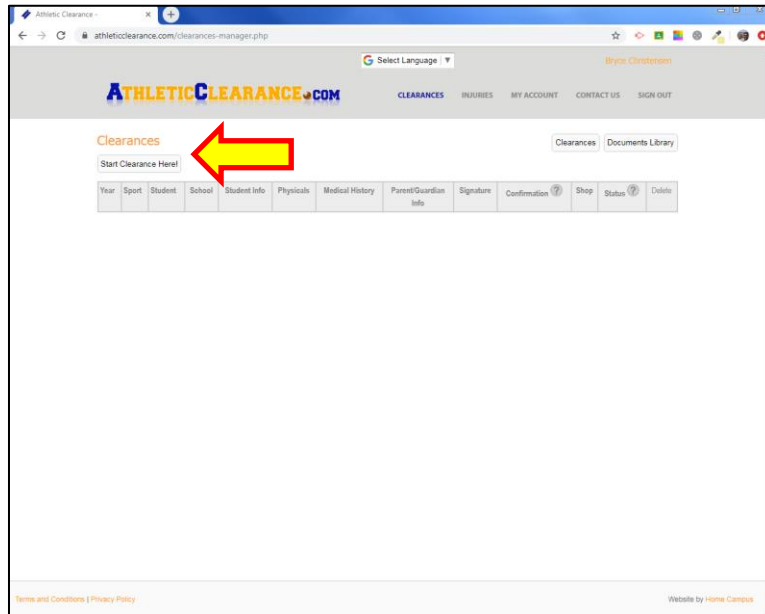 Athletic Clearance -
athleticclearance.com/clearances-manager.php
Select Language ▼
Bryce Christensen
ATHLETICCLEARANCE.COM
CLEARANCES INJURIES MY ACCOUNT CONTACT US SIGN OUT
Clearances
Clearances Documents Library
Start Clearance Here!
Year Sport Student School Student Info Physicals Medical History Parent/Guardian Info Signature Confirmation ? Shop Status ? Delete
Terms and Conditions | Privacy Policy
Website by Home Campus